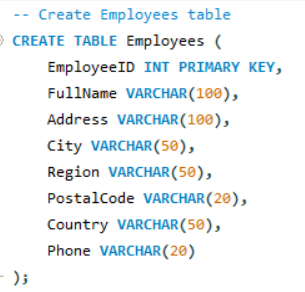 -- Create Employees table
CREATE TABLE Employees (
    EmployeeID INT PRIMARY KEY,
    FullName VARCHAR(100),
    Address VARCHAR(100),
    City VARCHAR(50),
    Region VARCHAR(50),
    PostalCode VARCHAR(20),
    Country VARCHAR(50),
    Phone VARCHAR(20)
);